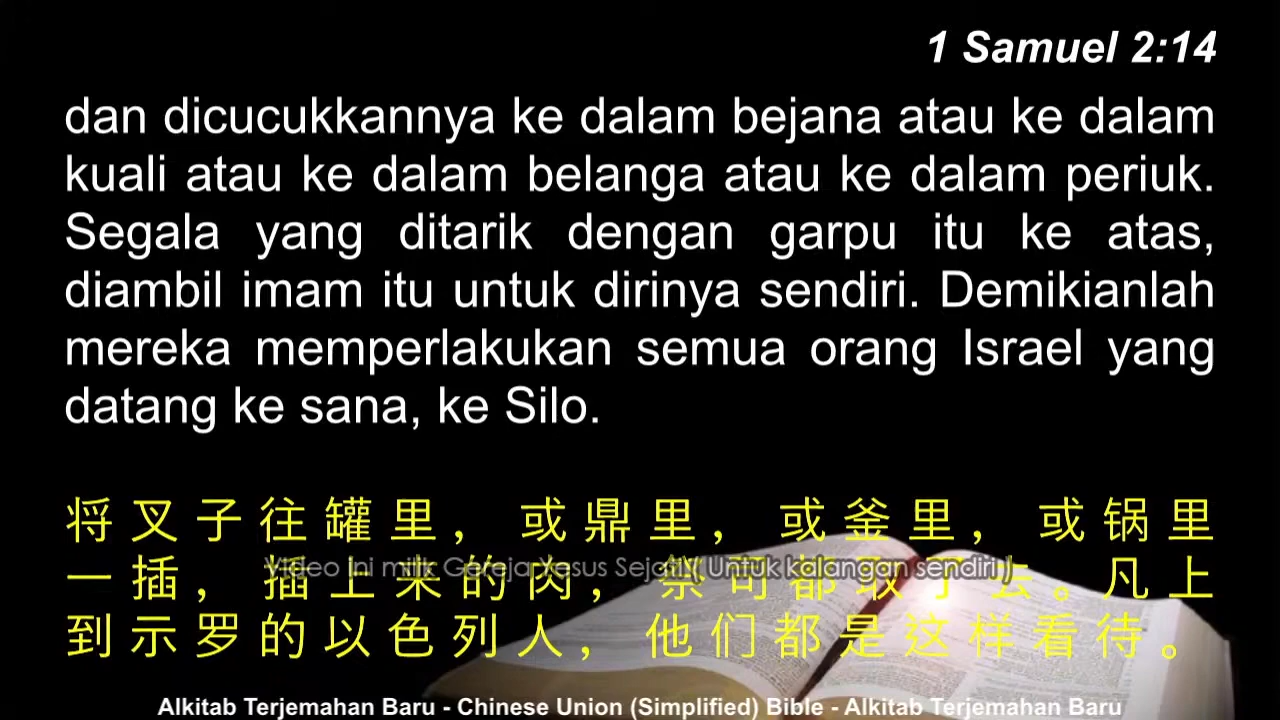 1 Samuel 2:14
dan dicucukkannya ke dalam bejana atau ke dalam
kuali atau ke dalam belanga atau ke dalam periuk.
Segala yang ditarik dengan garpu itu ke atas,
diambil imam itu untuk dirinya sendiri. Demikianlah
mereka memperlakukan semua orang Israel yang
datang ke sana, ke Silo.
将叉子往罐里，或鼎里，或釜里，或锅里
一插，插上来的肉，祭司都取了去。凡上
到示罗的以色列人，他们都是这样看待。
Video ini milik Gereja Yesus Sejati ( Untuk kalangan sendiri )
Alkitab Terjemahan Baru - Chinese Union (Simplified) Bible - Alkitab Terjemahan Baru